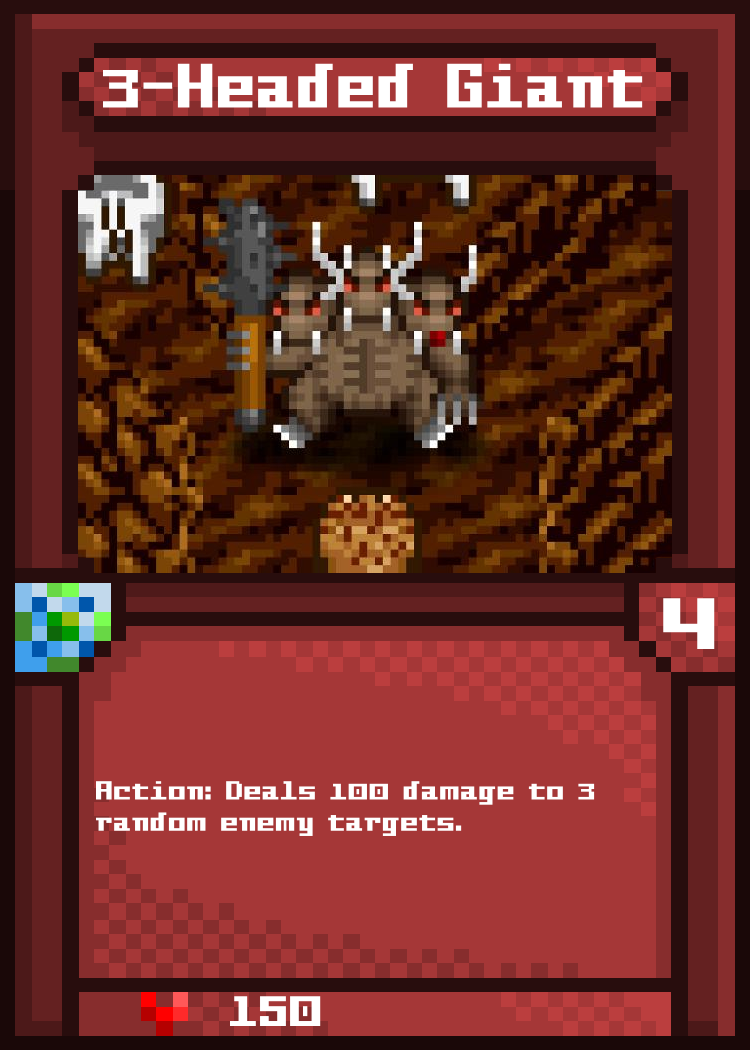 3-Headed Giant
4
Action: Deals 100 damage to 3
random enemy targets.
150